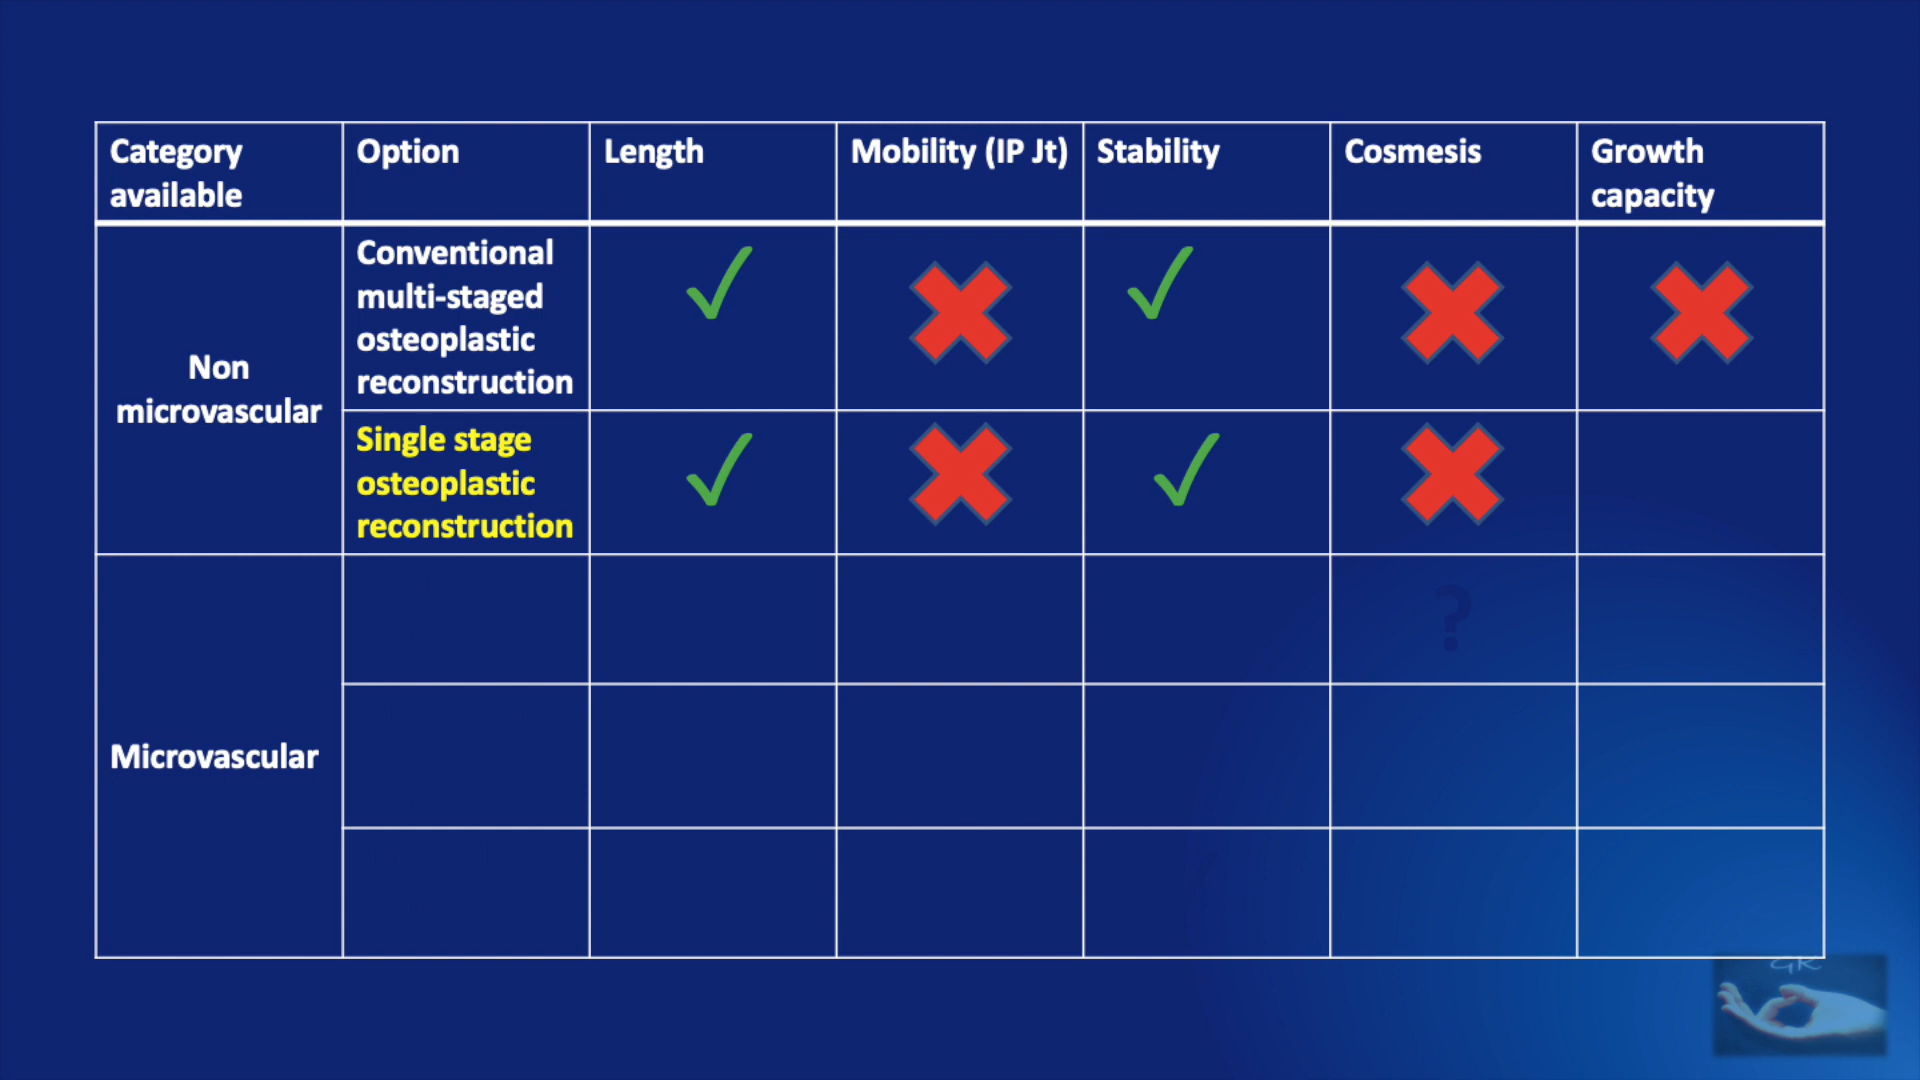 Category
available
Option
Length
Mobility (IP Jt)
Stability
Cosmesis
Growth
capacity
Non
microvascular
Conventional
multi-staged
osteoplastic
reconstruction
Single stage
osteoplastic
reconstruction
?
Microvascular
GK